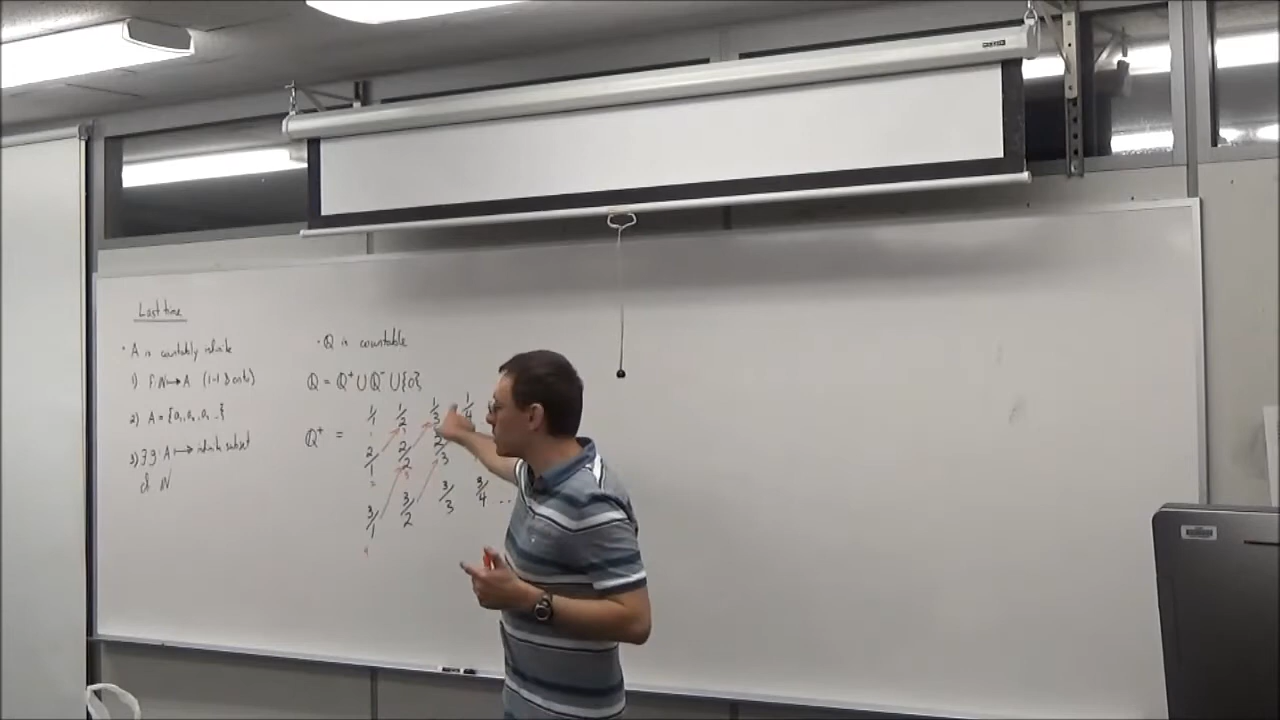 Last time
• A is countably infinite
1) f: N ↦ A (1-1 & onto)
2) A = {a₁, a₂, a₃ ...}
3) ∃ g: A ↦ infinite subset
of N
• Q is countable
Q = Q⁺ ∪ Q⁻ ∪ {0}
Q⁺ =
1/1 1/2 1/3 1/4
2/1 2/2 2/3
3/1 3/2 3/3 3/4 ...